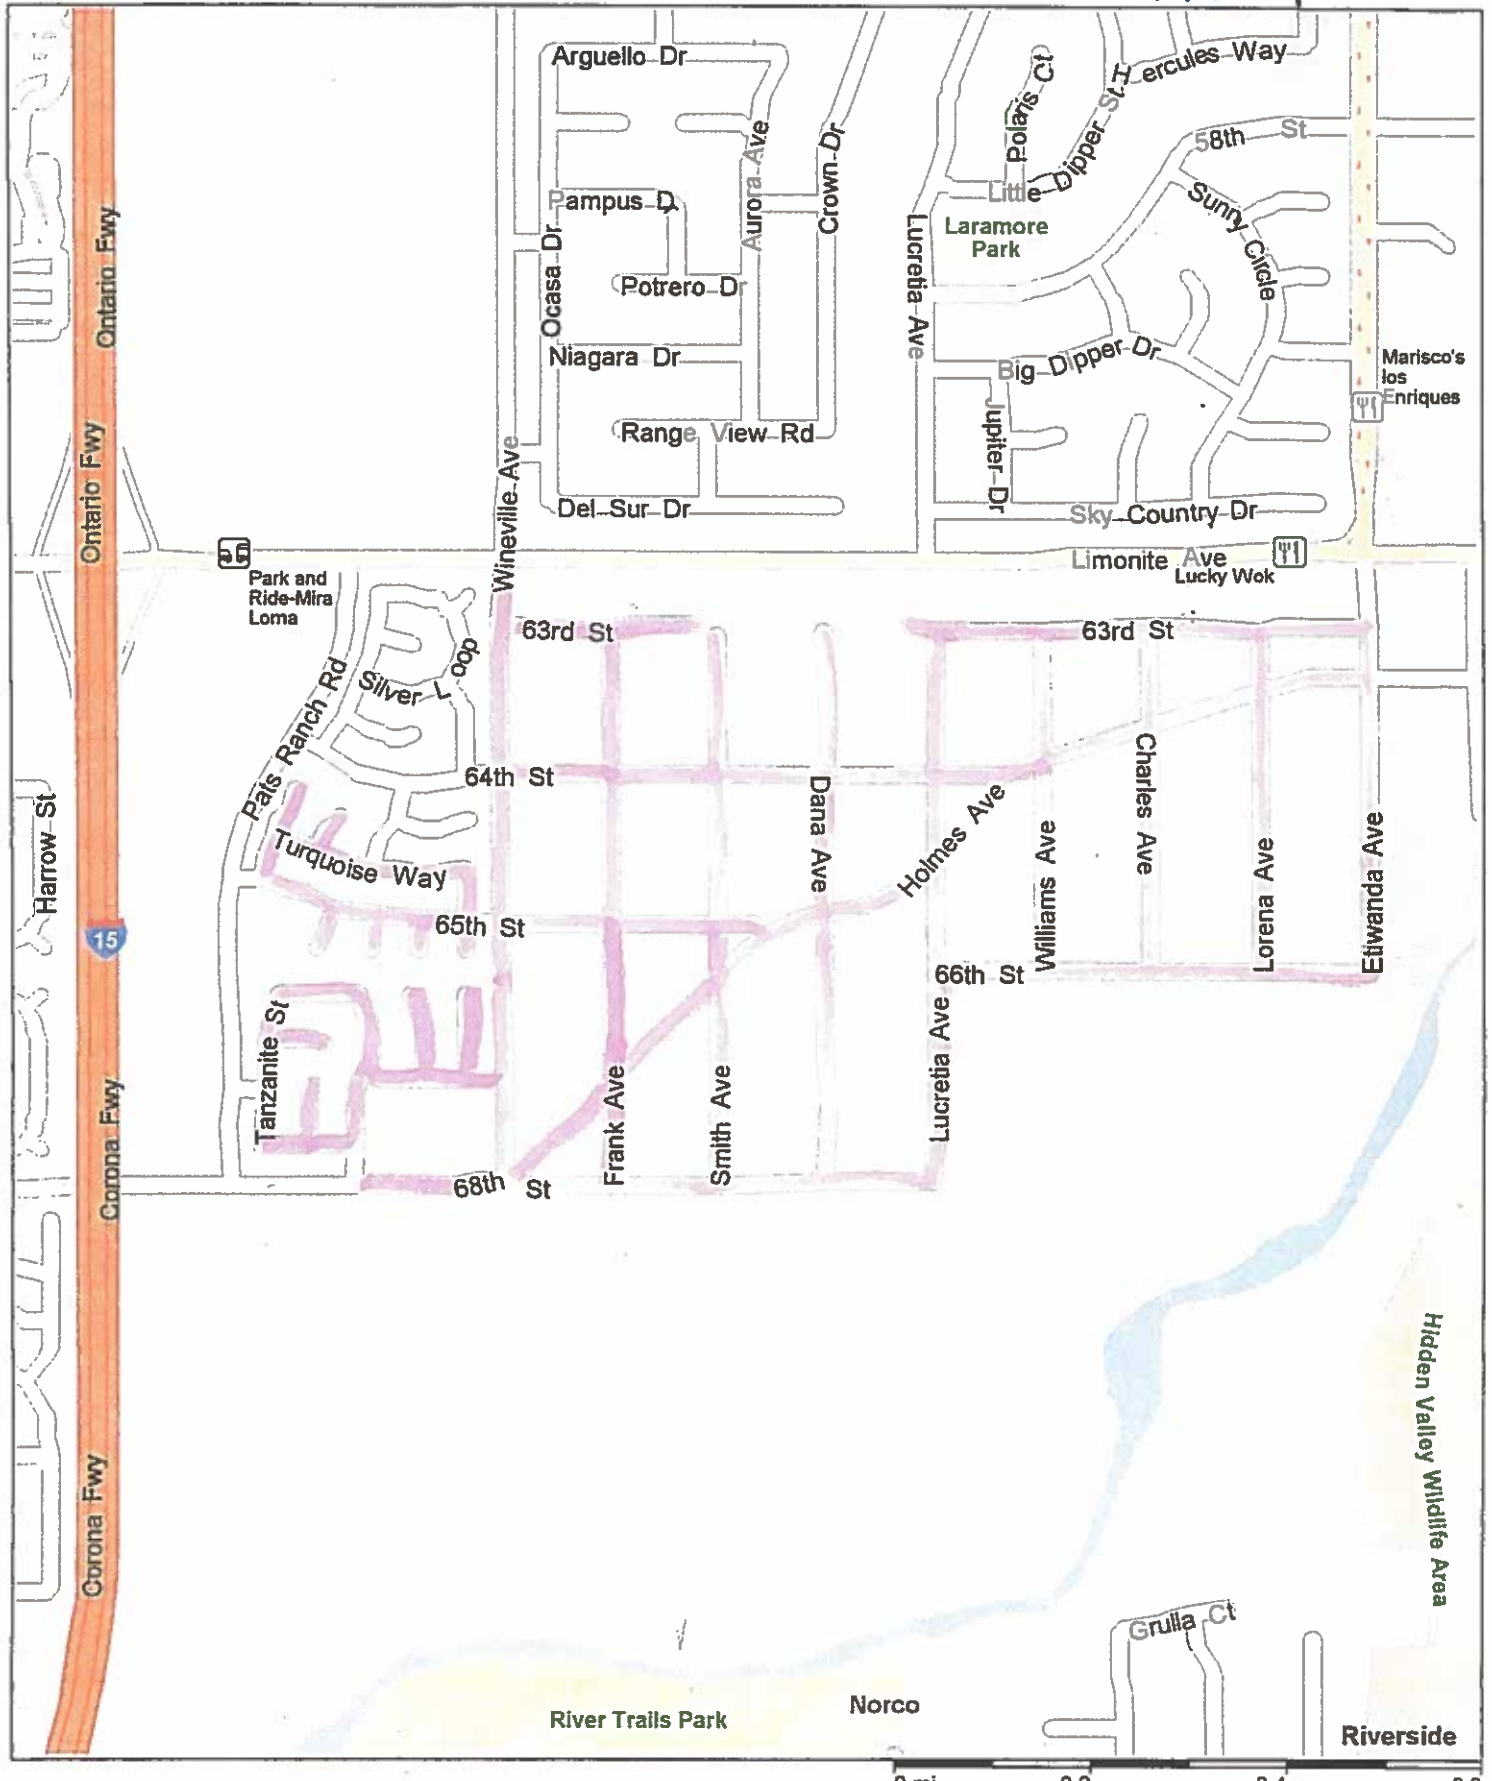 Arguello Dr
Hercules Way
Polaris Ct
Little Dipper St
58th St
Aurora Ave
Crown Dr
Pampus D
Sunny Circle
Laramore
Park
Ontario Fwy
Ocasa Dr
Lucretia Ave
Potrero Dr
Niagara Dr
Big Dipper Dr
Marisco's
los
Enriques
Jupiter Dr
Range View Rd
Ontario Fwy
Wineville Ave
Del Sur Dr
Sky Country Dr
Limonite Ave
Lucky Wok
Park and
Ride-Mira
Loma
63rd St
63rd St
Silver Loop
Pats Ranch Rd
64th St
Dana Ave
Charles Ave
Holmes Ave
Harrow St
Turquoise Way
Williams Ave
Lorena Ave
Etiwanda Ave
65th St
15
66th St
Tanzanite St
Lucretia Ave
Corona Fwy
Frank Ave
Smith Ave
68th St
Hidden Valley Wildlife Area
Corona Fwy
Grulla Ct
Norco
River Trails Park
Riverside